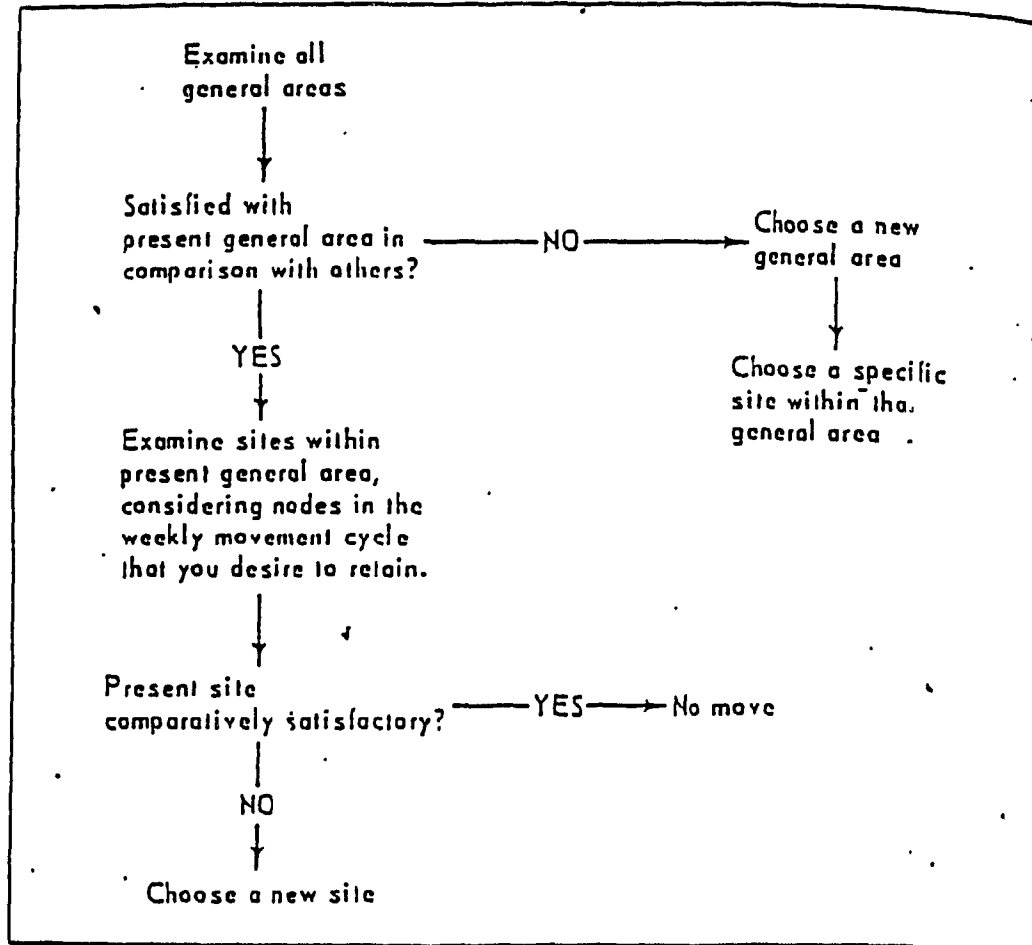 Examine all
general areas
Satisfied with
present general area in
comparison with others?
NO
Choose a new
general area
YES
Choose a specific
site within tha.
general area
Examine sites within
present general area,
considering nodes in the
weekly movement cycle
that you desire to retain.
Present site
comparatively satisfactory?
YES
No move
NO
Choose a new site